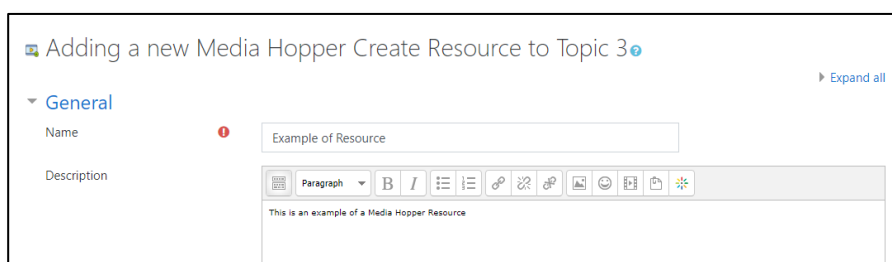 Adding a new Media Hopper Create Resource to Topic 3
Expand all
General
Name
Example of Resource
Description
Paragraph B I
This is an example of a Media Hopper Resource